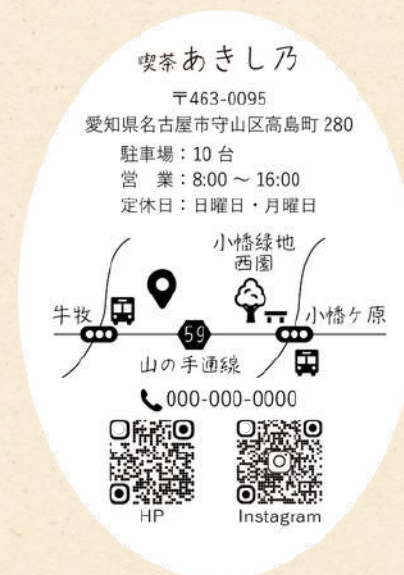 喫茶あきし乃
〒463-0095
愛知県名古屋市守山区高島町 280
駐車場：10 台
営　業：8:00 ～ 16:00
定休日：日曜日・月曜日
小幡緑地
西園
牛牧
59
小幡ケ原
山の手通線
000-000-0000
HP
Instagram